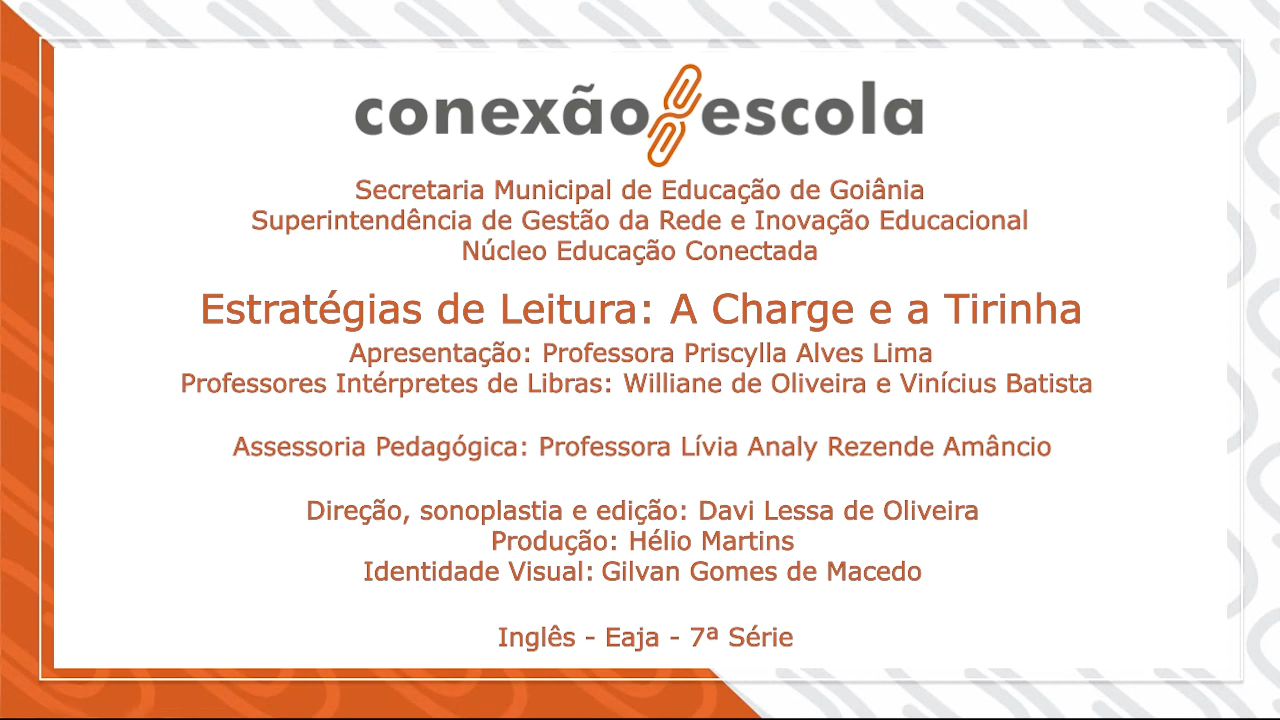 conexão escola
Secretaria Municipal de Educação de Goiânia
Superintendência de Gestão da Rede e Inovação Educacional
Núcleo Educação Conectada
Estratégias de Leitura: A Charge e a Tirinha
Apresentação: Professora Priscylla Alves Lima
Professores Intérpretes de Libras: Williane de Oliveira e Vinícius Batista
Assessoria Pedagógica: Professora Lívia Analy Rezende Amâncio
Direção, sonoplastia e edição: Davi Lessa de Oliveira
Produção: Hélio Martins
Identidade Visual: Gilvan Gomes de Macedo
Inglês - Eaja - 7ª Série